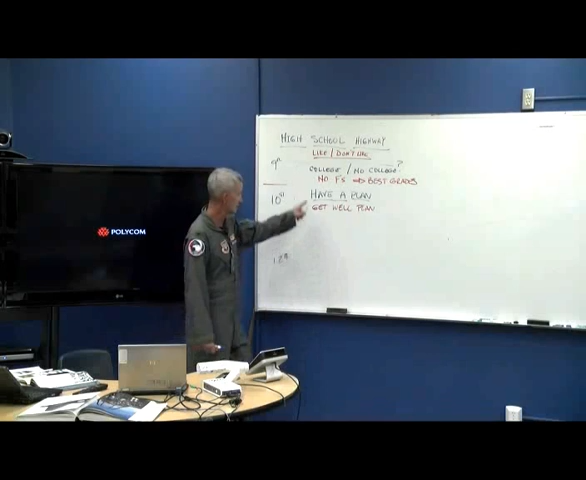 HIGH SCHOOL HIGHWAY
LIKE / DON'T LIKE
9th
COLLEGE / NO COLLEGE ?
NO F's ⇒ BEST GRADES
10th
HAVE A PLAN
GET WELL PLAN
POLYCOM